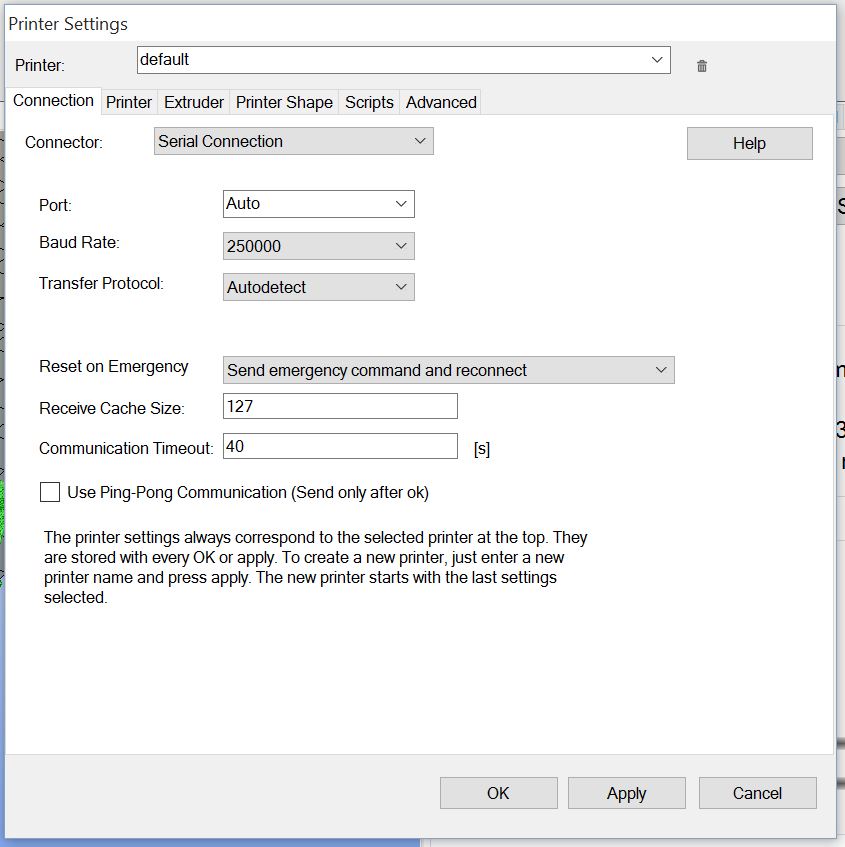 Printer Settings
Printer: default
Connection Printer Extruder Printer Shape Scripts Advanced
Connector: Serial Connection Help
Port: Auto
Baud Rate: 250000
Transfer Protocol: Autodetect
Reset on Emergency Send emergency command and reconnect
Receive Cache Size: 127
Communication Timeout: 40 [s]
Use Ping-Pong Communication (Send only after ok)
The printer settings always correspond to the selected printer at the top. They
are stored with every OK or apply. To create a new printer, just enter a new
printer name and press apply. The new printer starts with the last settings
selected.
OK Apply Cancel